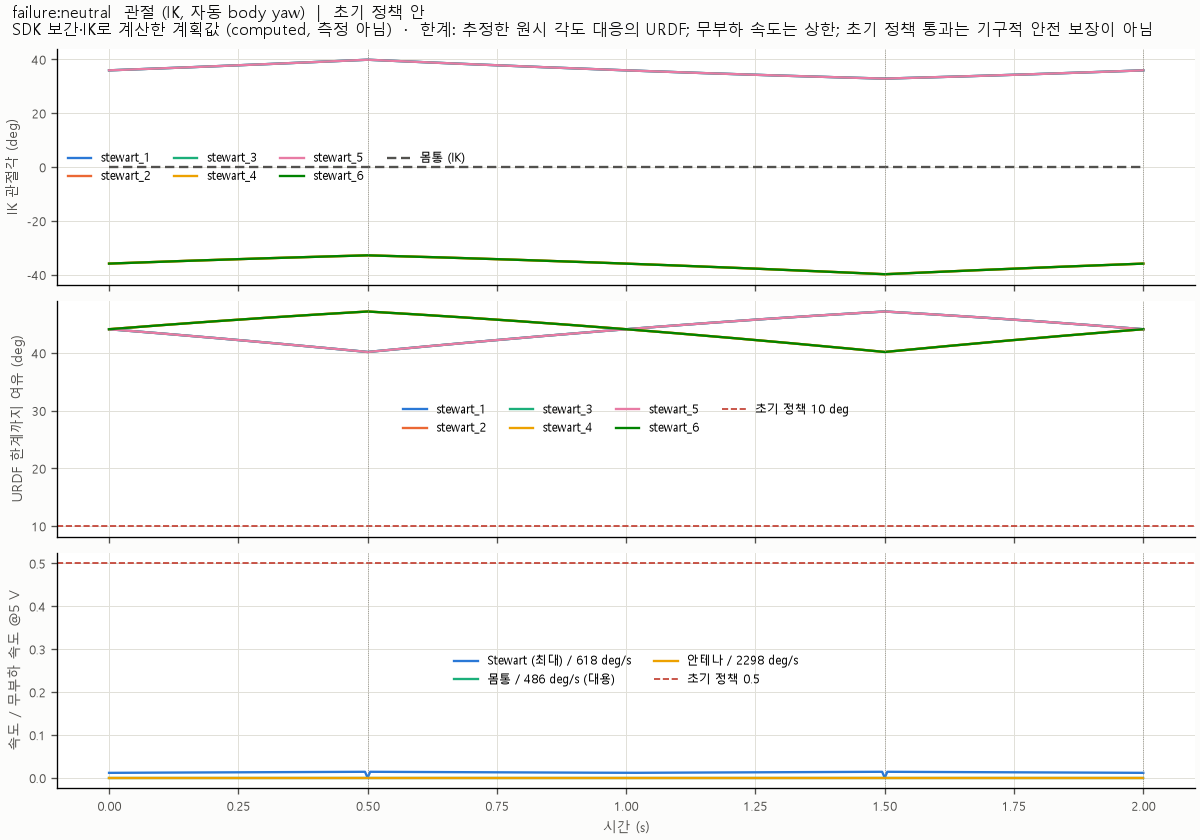 failure:neutral 관절 (IK, 자동 body yaw) | 초기 정책 안
SDK 보간·IK로 계산한 계획값 (computed, 측정 아님) · 한계: 추정한 원시 각도 대응의 URDF; 무부하 속도는 상한; 초기 정책 통과는 기구적 안전 보장이 아님
IK 관절각 (deg)
40
20
0
-20
-40
stewart_1 stewart_3 stewart_5 몸통 (IK)
stewart_2 stewart_4 stewart_6
URDF 한계까지 여유 (deg)
40
30
20
10
stewart_1 stewart_3 stewart_5 초기 정책 10 deg
stewart_2 stewart_4 stewart_6
속도 / 무부하 속도 @5 V
0.5
0.4
0.3
0.2
0.1
0.0
Stewart (최대) / 618 deg/s 안테나 / 2298 deg/s
몸통 / 486 deg/s (대용) 초기 정책 0.5
0.00 0.25 0.50 0.75 1.00 1.25 1.50 1.75 2.00
시간 (s)